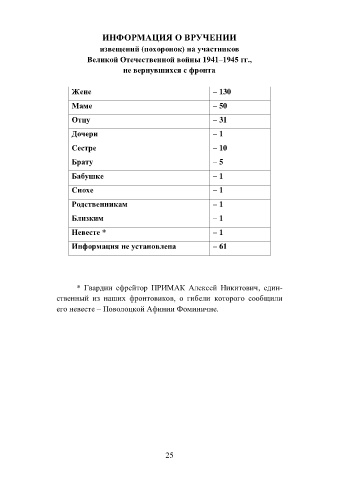 ИНФОРМАЦИЯ О ВРУЧЕНИИ
извещений (похоронок) на участников
Великой Отечественной войны 1941–1945 гг.,
не вернувшихся с фронта
Жене – 130
Маме – 50
Отцу – 31
Дочери – 1
Сестре – 10
Брату – 5
Бабушке – 1
Снохе – 1
Родственникам – 1
Близким – 1
Невесте * – 1
Информация не установлена – 61
* Гвардии ефрейтор ПРИМАК Алексей Никитович, един-
ственный из наших фронтовиков, о гибели которого сообщили
его невесте – Поволоцкой Афинии Фоминичне.
25